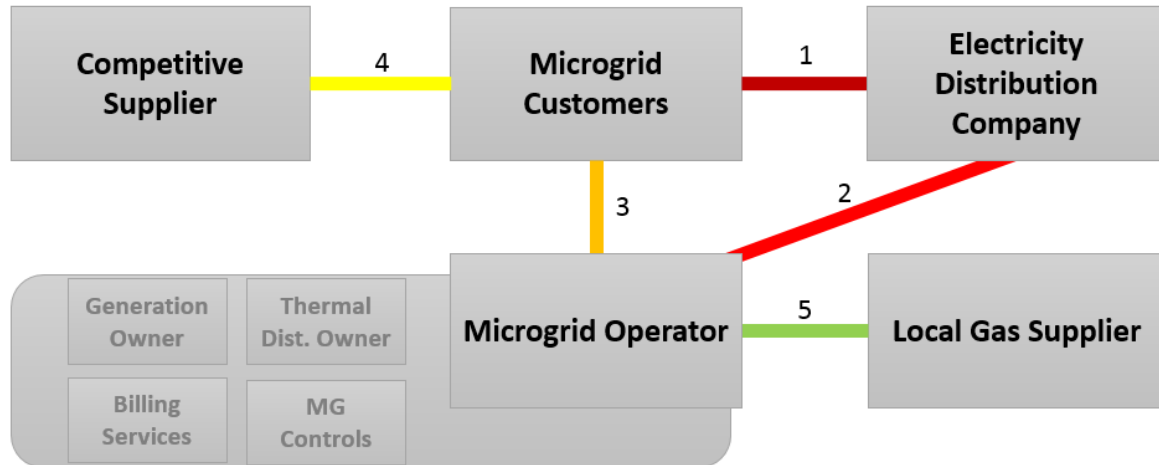 Competitive
Supplier
4
Microgrid
Customers
1
Electricity
Distribution
Company
3
2
Generation
Owner
Thermal
Dist. Owner
Billing
Services
MG
Controls
Microgrid Operator
5
Local Gas Supplier